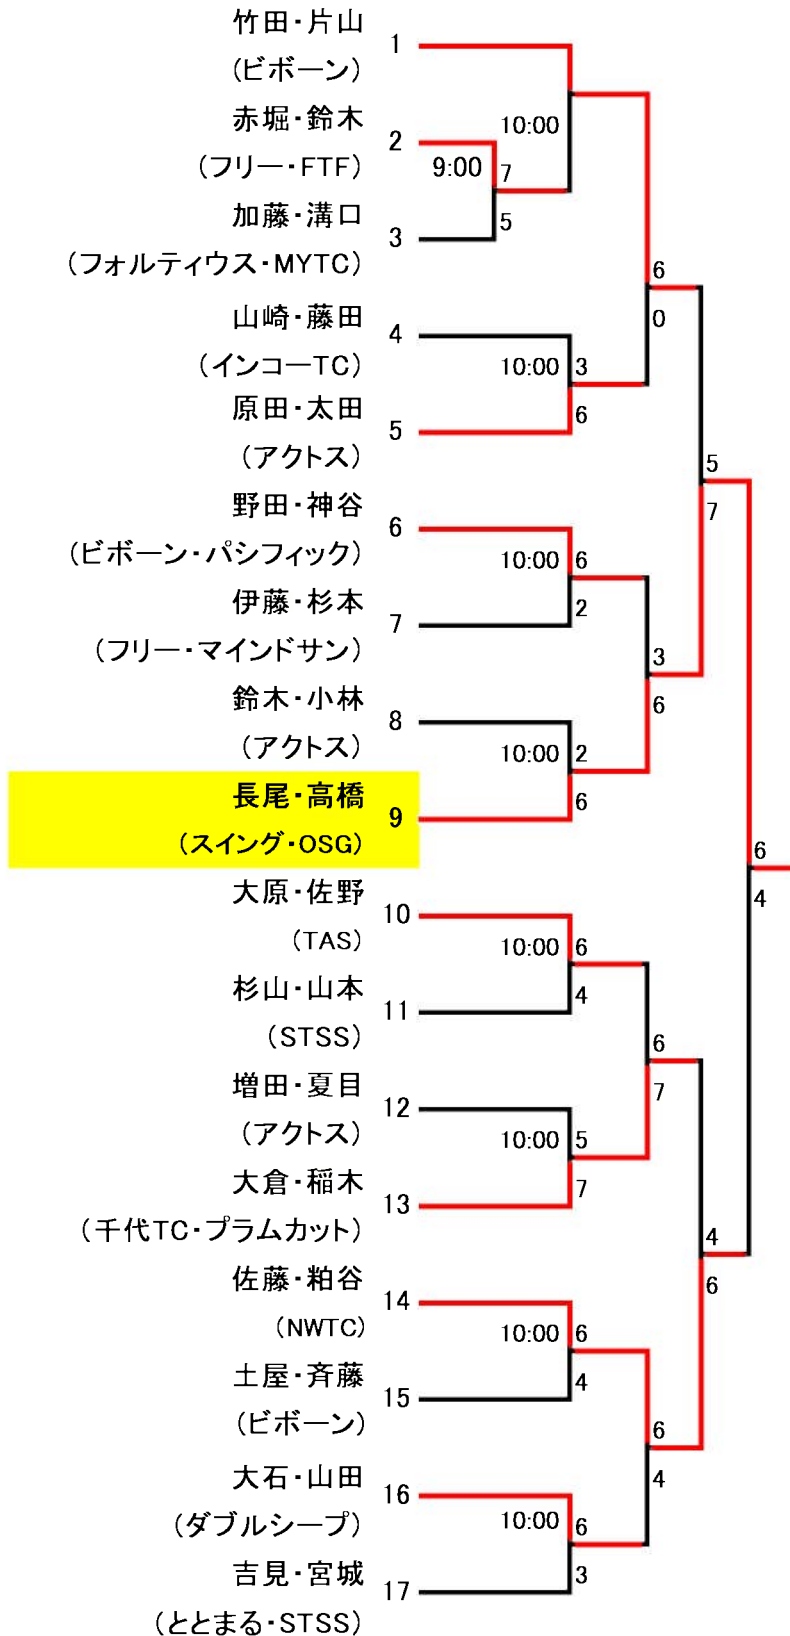 竹田・片山
1
(ビボーン)
赤堀・鈴木
10:00
2
(フリー・FTF)
9:00
7
加藤・溝口
5
3
(フォルティウス・MYTC)
6
山崎・藤田
0
4
(インコーTC)
10:00
3
原田・太田
6
5
(アクトス)
5
野田・神谷
7
6
(ビボーン・パシフィック)
10:00
6
伊藤・杉本
2
7
(フリー・マインドサン)
3
鈴木・小林
6
8
(アクトス)
10:00
2
長尾・高橋
6
9
(スイング・OSG)
6
大原・佐野
4
10
(TAS)
10:00
6
杉山・山本
4
11
(STSS)
6
増田・夏目
7
12
(アクトス)
10:00
5
大倉・稲木
7
13
(千代TC・プラムカット)
4
佐藤・粕谷
6
14
(NWTC)
10:00
6
土屋・斉藤
4
15
(ビボーン)
6
大石・山田
4
16
(ダブルシープ)
10:00
6
吉見・宮城
3
17
(ととまる・STSS)